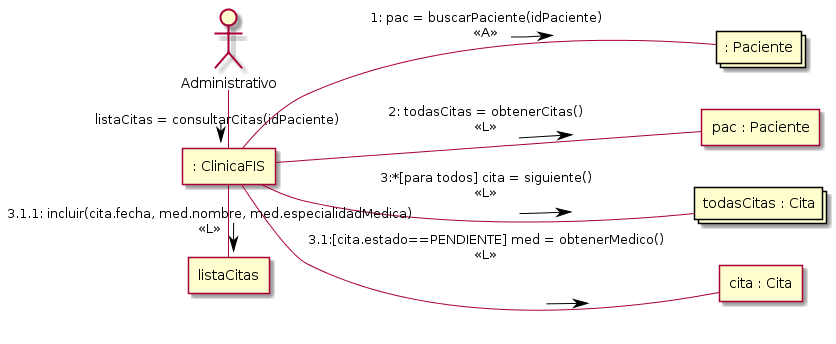 1: pac = buscarPaciente(idPaciente)
«A»
: Paciente
Administrativo
listaCitas = consultarCitas(idPaciente)
2: todasCitas = obtenerCitas()
«L»
pac : Paciente
: ClinicaFIS
3:*[para todos] cita = siguiente()
«L»
todasCitas : Cita
3.1.1: incluir(cita.fecha, med.nombre, med.especialidadMedica)
«L»
3.1:[cita.estado==PENDIENTE] med = obtenerMedico()
«L»
listaCitas
cita : Cita